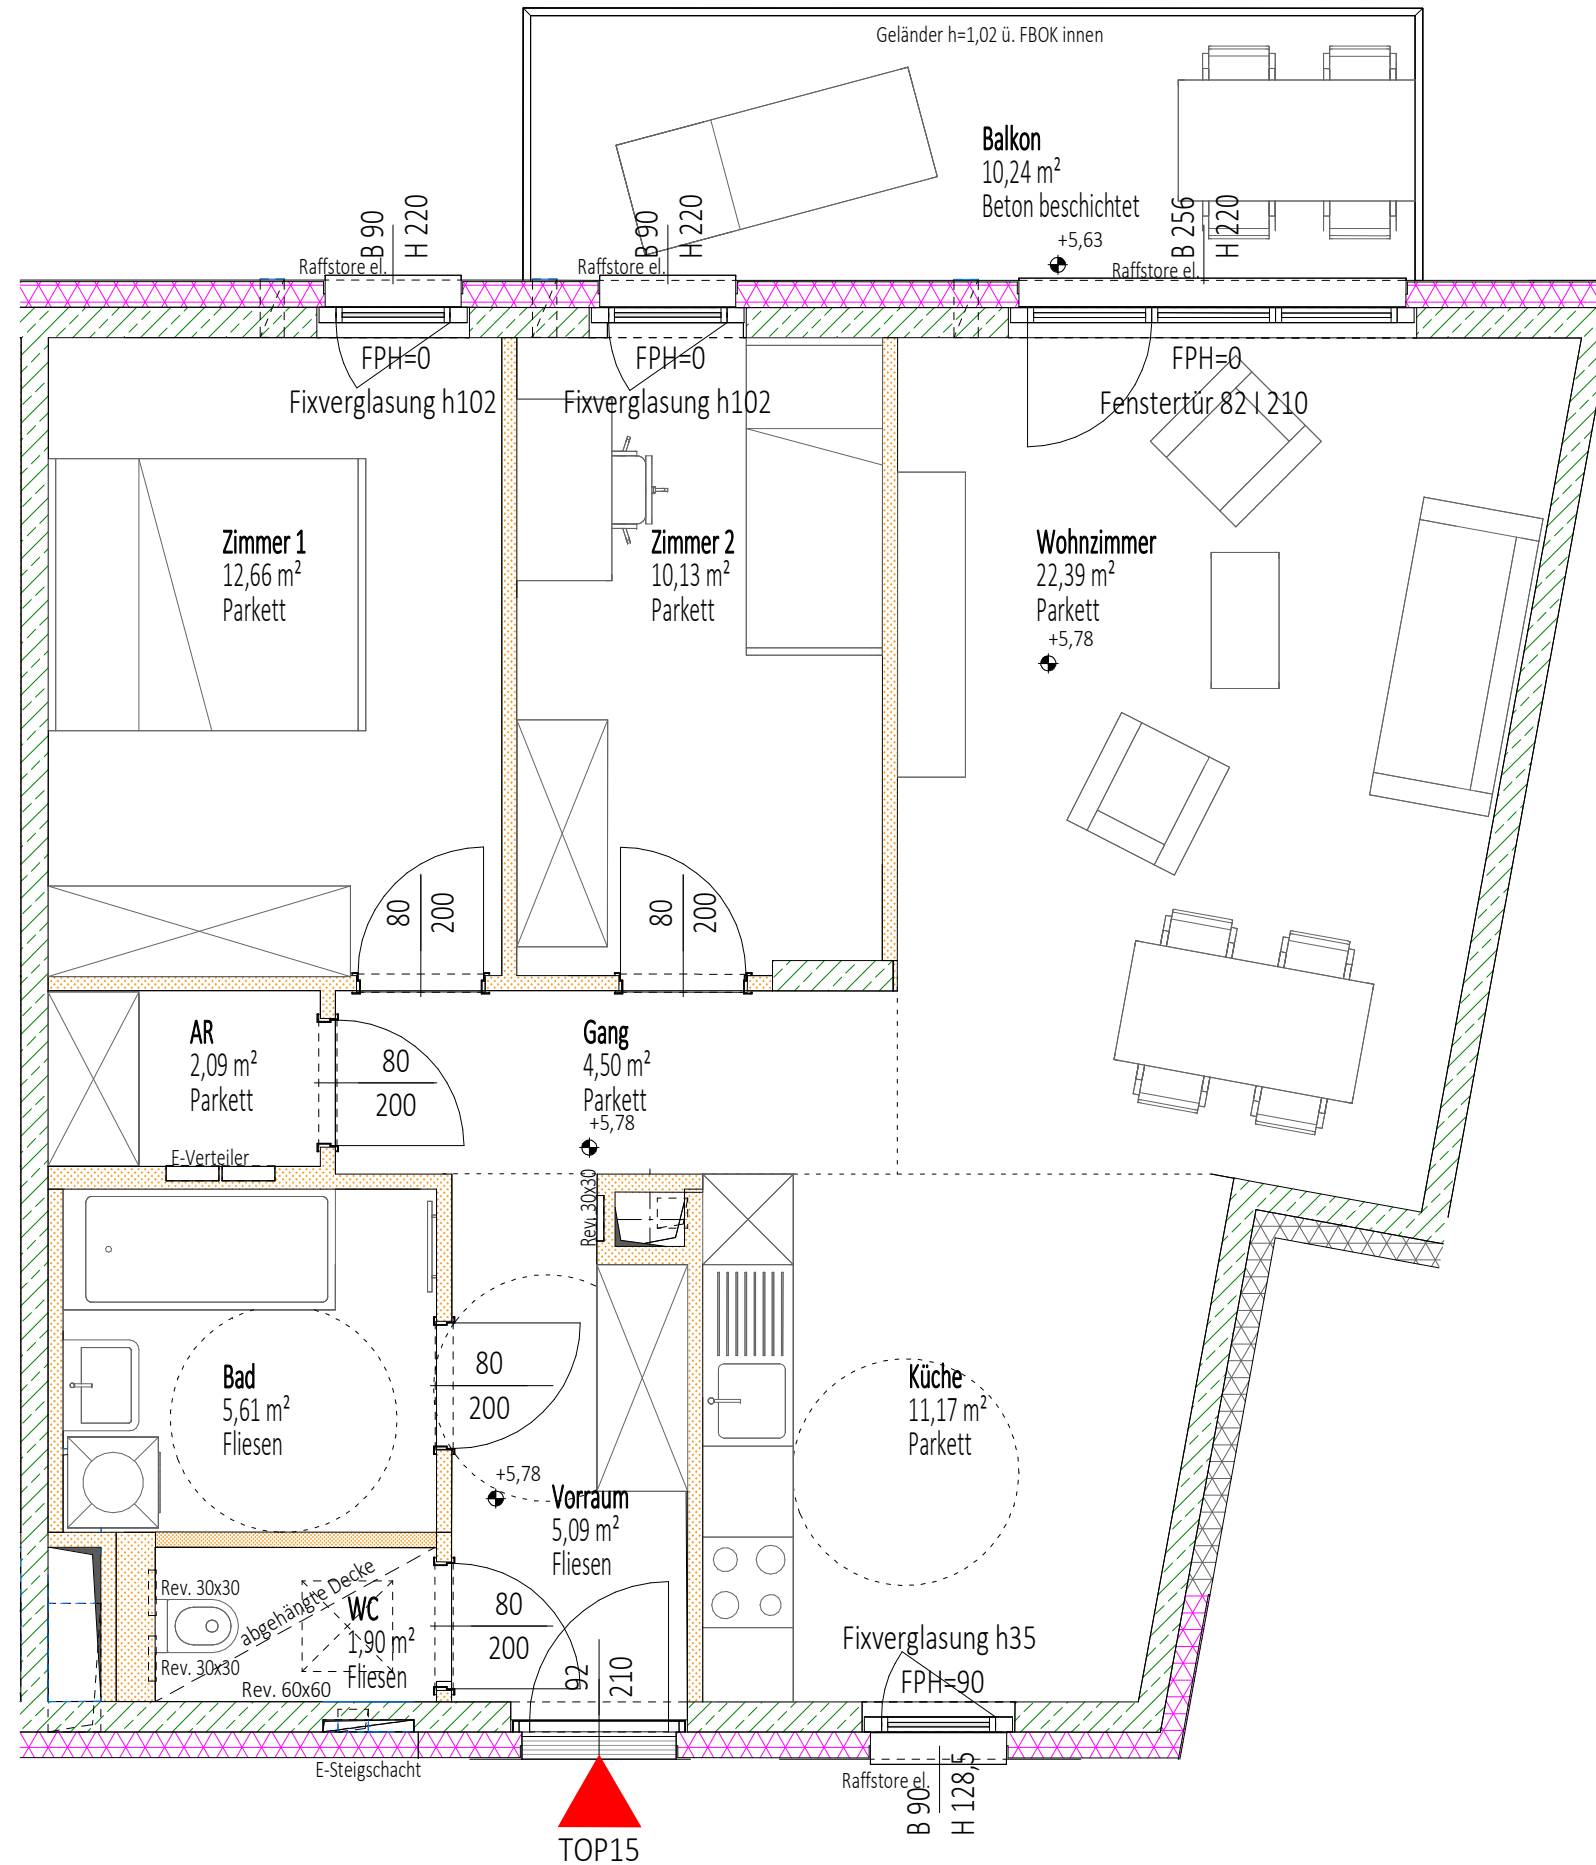 Geländer h=1,02 ü. FBOK innen
Balkon
10,24 m²
Beton beschichtet
+5,63
B 90
H 220
Raffstore el.
B 90
H 220
Raffstore el.
B 256
H 220
Raffstore el.
FPH=0
Fixverglasung h102
FPH=0
Fixverglasung h102
FPH=0
Fenstertür 82 I 210
Zimmer 1
12,66 m²
Parkett
Zimmer 2
10,13 m²
Parkett
Wohnzimmer
22,39 m²
Parkett
+5,78
80
200
80
200
AR
2,09 m²
Parkett
80
200
Gang
4,50 m²
Parkett
+5,78
E-Verteiler
Rev. 30x30
Bad
5,61 m²
Fliesen
80
200
Küche
11,17 m²
Parkett
+5,78
Vorraum
5,09 m²
Fliesen
Rev. 30x30
abgehängte Decke
WC
1,90 m²
Fliesen
Rev. 30x30
Rev. 60x60
80
200
92
210
Fixverglasung h35
FPH=90
E-Steigschacht
Raffstore el.
B 90
H 128,5
TOP15